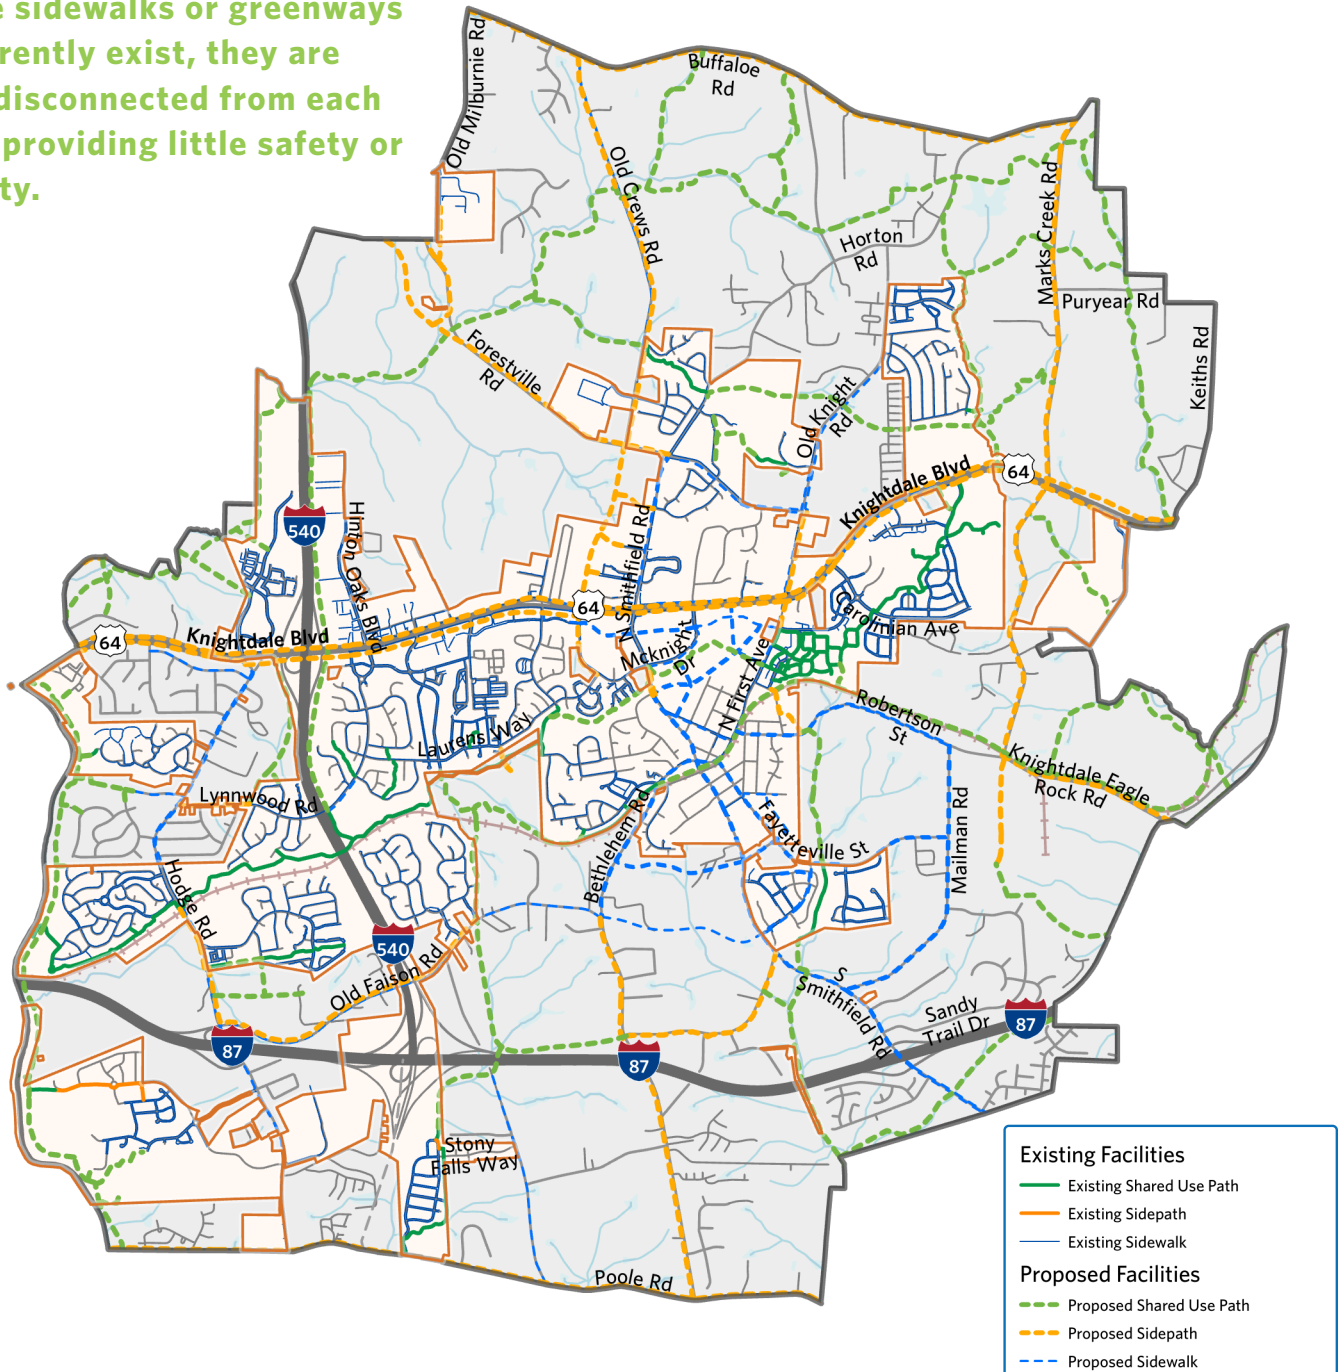 e sidewalks or greenways
rently exist, they are
disconnected from each
providing little safety or
ty.
Old Milburnie Rd
Buffaloe
Rd
Old Crews Rd
Marks Creek Rd
Horton
Rd
Puryear Rd
Keiths Rd
Forestville
Rd
Old Knight
Rd
Knightdale Blvd
64
540
Hinton Oaks Blvd
N Smithfield Rd
64
Carolinian Ave
64
Knightdale Blvd
Mcknight
Dr
N First Ave
Laurens Way
Robertson
St
Knightdale Eagle
Rock Rd
Lynnwood Rd
Bethlehem Rd
Fayetteville St
Mailman Rd
Hodge Rd
540
Old Faison Rd
S
Smithfield Rd
Sandy
Trail Dr
87
87
87
Stony
Falls Way
Poole Rd
Existing Facilities
Existing Shared Use Path
Existing Sidepath
Existing Sidewalk
Proposed Facilities
Proposed Shared Use Path
Proposed Sidepath
Proposed Sidewalk